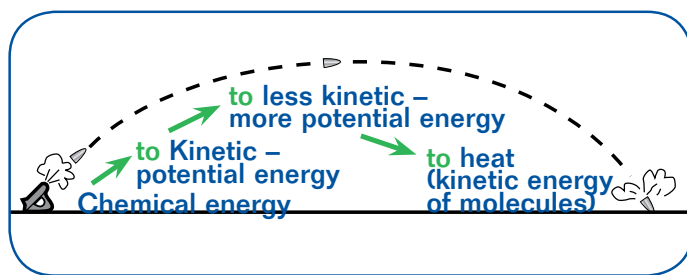 to less kinetic –
more potential energy
to Kinetic –
potential energy
to heat
(kinetic energy
of molecules)
Chemical energy